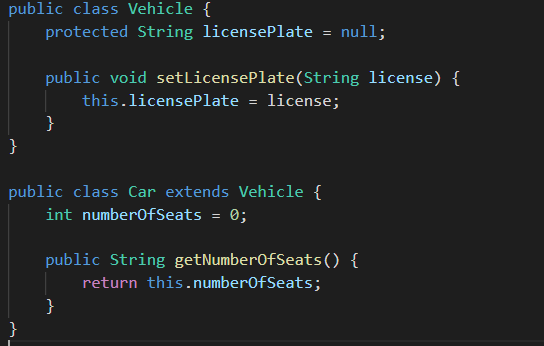 public class Vehicle {
    protected String licensePlate = null;

    public void setLicensePlate(String license) {
        this.licensePlate = license;
    }
}

public class Car extends Vehicle {
    int numberOfSeats = 0;

    public String getNumberOfSeats() {
        return this.numberOfSeats;
    }
}